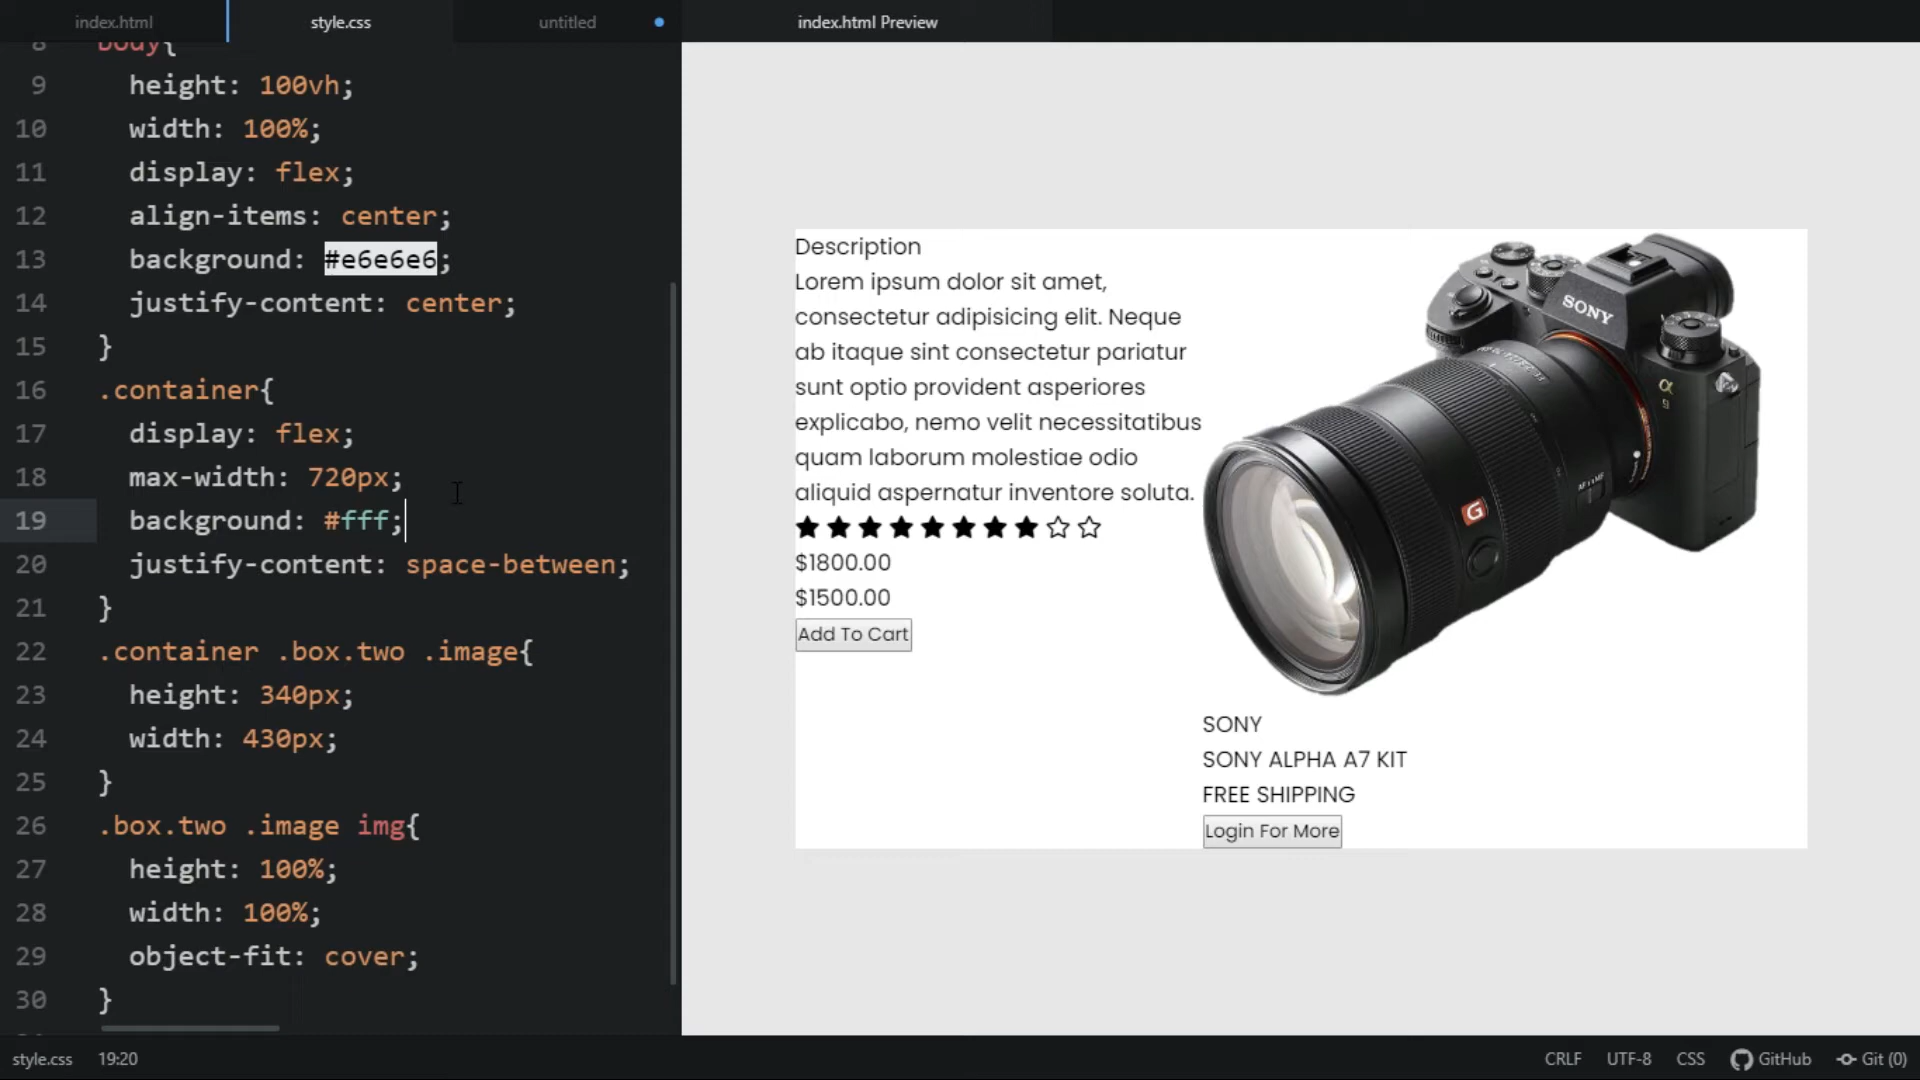 index.html
style.css
untitled
index.html Preview
8 body{
9 height: 100vh;
10 width: 100%;
11 display: flex;
12 align-items: center;
13 background: #e6e6e6;
14 justify-content: center;
15 }
16 .container{
17 display: flex;
18 max-width: 720px;
19 background: #fff;
20 justify-content: space-between;
21 }
22 .container .box.two .image{
23 height: 340px;
24 width: 430px;
25 }
26 .box.two .image img{
27 height: 100%;
28 width: 100%;
29 object-fit: cover;
30 }
Description
Lorem ipsum dolor sit amet,
consectetur adipisicing elit. Neque
ab itaque sint consectetur pariatur
sunt optio provident asperiores
explicabo, nemo velit necessitatibus
quam laborum molestiae odio
aliquid aspernatur inventore soluta.
$1800.00
$1500.00
Add To Cart
SONY
α
9
G
SONY
SONY ALPHA A7 KIT
FREE SHIPPING
Login For More
style.css 19:20
CRLF UTF-8 CSS GitHub Git (0)